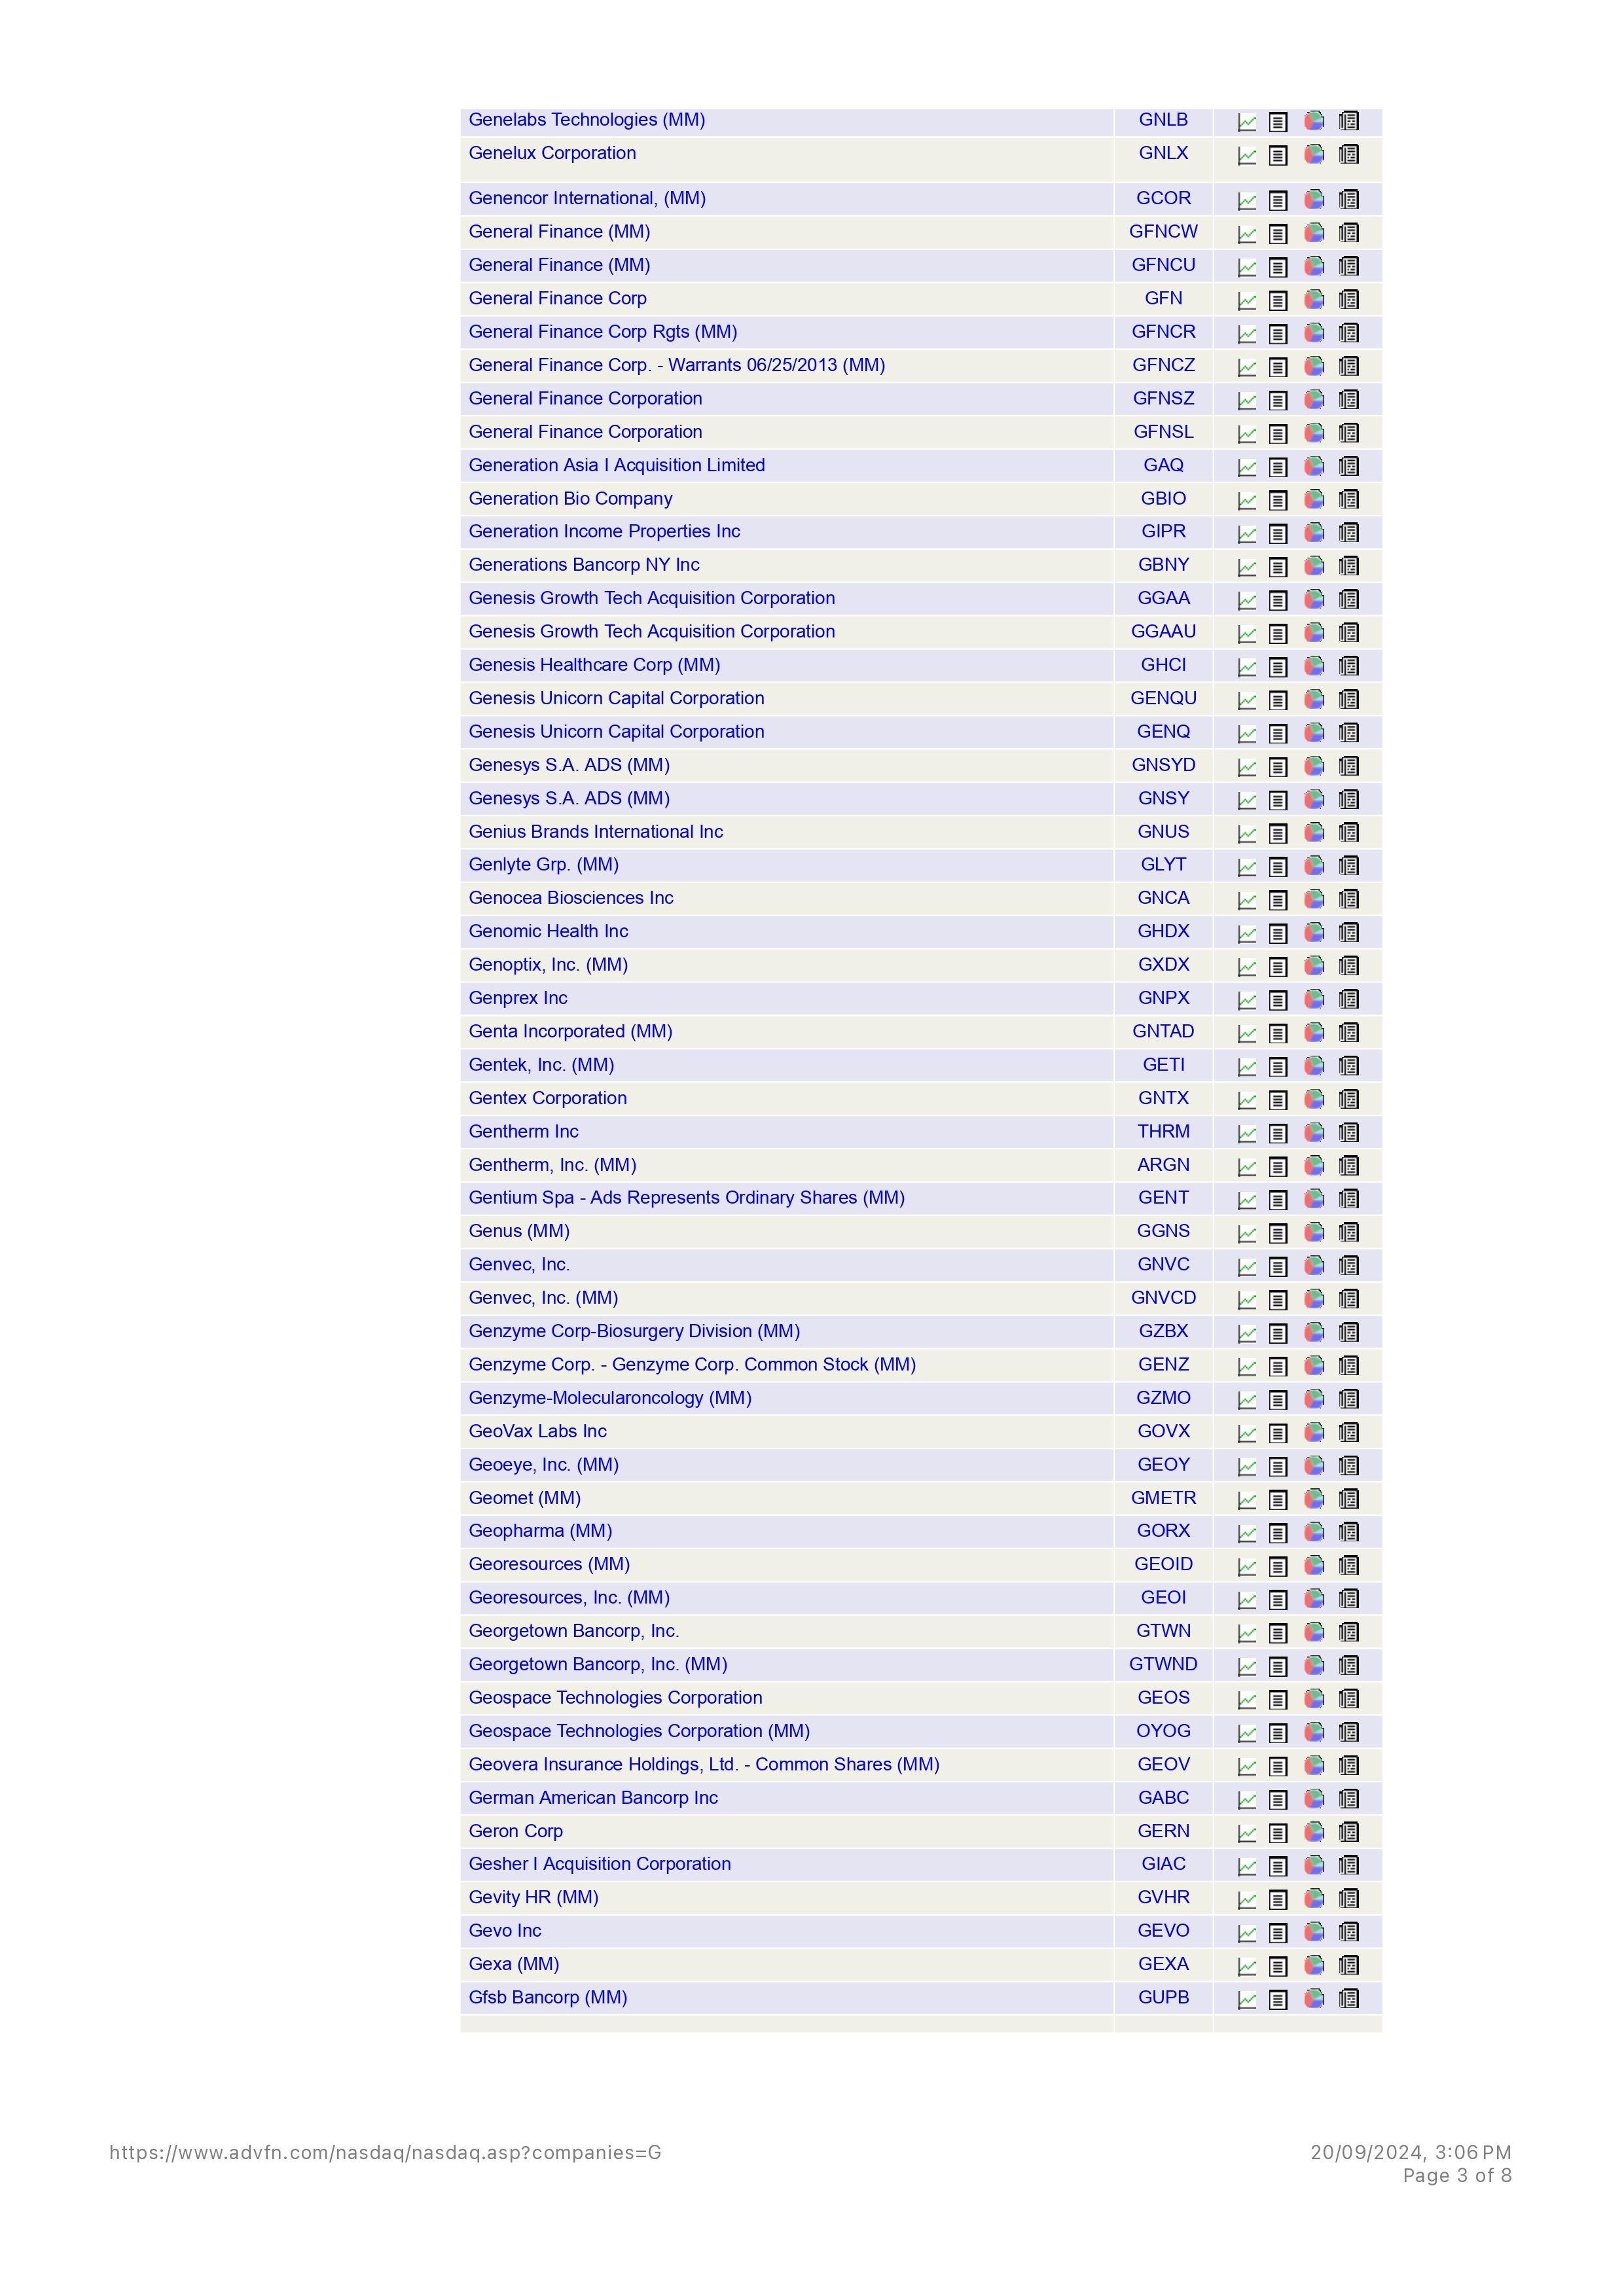 Genelabs Technologies (MM) GNLB
Genelux Corporation GNLX
Genencor International, (MM) GCOR
General Finance (MM) GFNCW
General Finance (MM) GFNCU
General Finance Corp GFN
General Finance Corp Rgts (MM) GFNCR
General Finance Corp. - Warrants 06/25/2013 (MM) GFNCZ
General Finance Corporation GFNSZ
General Finance Corporation GFNSL
Generation Asia I Acquisition Limited GAQ
Generation Bio Company GBIO
Generation Income Properties Inc GIPR
Generations Bancorp NY Inc GBNY
Genesis Growth Tech Acquisition Corporation GGAA
Genesis Growth Tech Acquisition Corporation GGAAU
Genesis Healthcare Corp (MM) GHCI
Genesis Unicorn Capital Corporation GENQU
Genesis Unicorn Capital Corporation GENQ
Genesys S.A. ADS (MM) GNSYD
Genesys S.A. ADS (MM) GNSY
Genius Brands International Inc GNUS
Genlyte Grp. (MM) GLYT
Genocea Biosciences Inc GNCA
Genomic Health Inc GHDX
Genoptix, Inc. (MM) GXDX
Genprex Inc GNPX
Genta Incorporated (MM) GNTAD
Gentek, Inc. (MM) GETI
Gentex Corporation GNTX
Gentherm Inc THRM
Gentherm, Inc. (MM) ARGN
Gentium Spa - Ads Represents Ordinary Shares (MM) GENT
Genus (MM) GGNS
Genvec, Inc. GNVC
Genvec, Inc. (MM) GNVCD
Genzyme Corp-Biosurgery Division (MM) GZBX
Genzyme Corp. - Genzyme Corp. Common Stock (MM) GENZ
Genzyme-Molecularoncology (MM) GZMO
GeoVax Labs Inc GOVX
Geoeye, Inc. (MM) GEOY
Geomet (MM) GMETR
Geopharma (MM) GORX
Georesources (MM) GEOID
Georesources, Inc. (MM) GEOI
Georgetown Bancorp, Inc. GTWN
Georgetown Bancorp, Inc. (MM) GTWND
Geospace Technologies Corporation GEOS
Geospace Technologies Corporation (MM) OYOG
Geovera Insurance Holdings, Ltd. - Common Shares (MM) GEOV
German American Bancorp Inc GABC
Geron Corp GERN
Gesher I Acquisition Corporation GIAC
Gevity HR (MM) GVHR
Gevo Inc GEVO
Gexa (MM) GEXA
Gfsb Bancorp (MM) GUPB
https://www.advfn.com/nasdaq/nasdaq.asp?companies=G 20/09/2024, 3:06 PM
Page 3 of 8